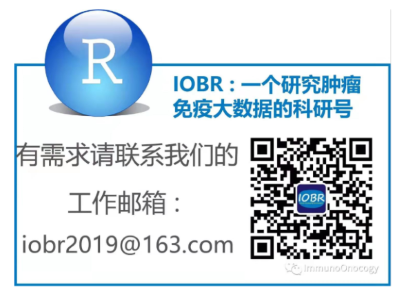 R
IOBR：一个研究肿瘤
免疫大数据的科研号
有需求请联系我们的
工作邮箱：
iobr2019@163.com
IOBR
ImmunoOncology